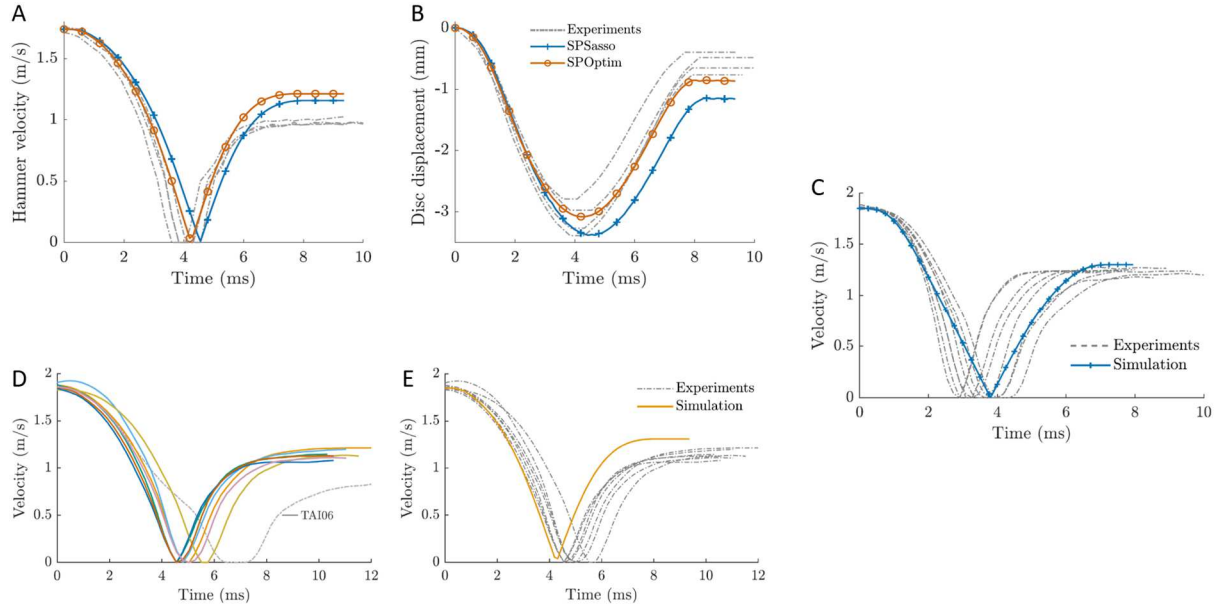 A
Hammer velocity (m/s)
1.5
1
0.5
0
0 2 4 6 8 10
Time (ms)
B
Disc displacement (mm)
0
-1
-2
-3
0 2 4 6 8 10
Time (ms)
Experiments
SPSasso
SPOptim
C
Velocity (m/s)
2
1.5
1
0.5
0
0 2 4 6 8 10
Time (ms)
Experiments
Simulation
D
Velocity (m/s)
2
1.5
1
0.5
0
0 2 4 6 8 10 12
Time (ms)
TAI06
E
Velocity (m/s)
2
1.5
1
0.5
0
0 2 4 6 8 10 12
Time (ms)
Experiments
Simulation